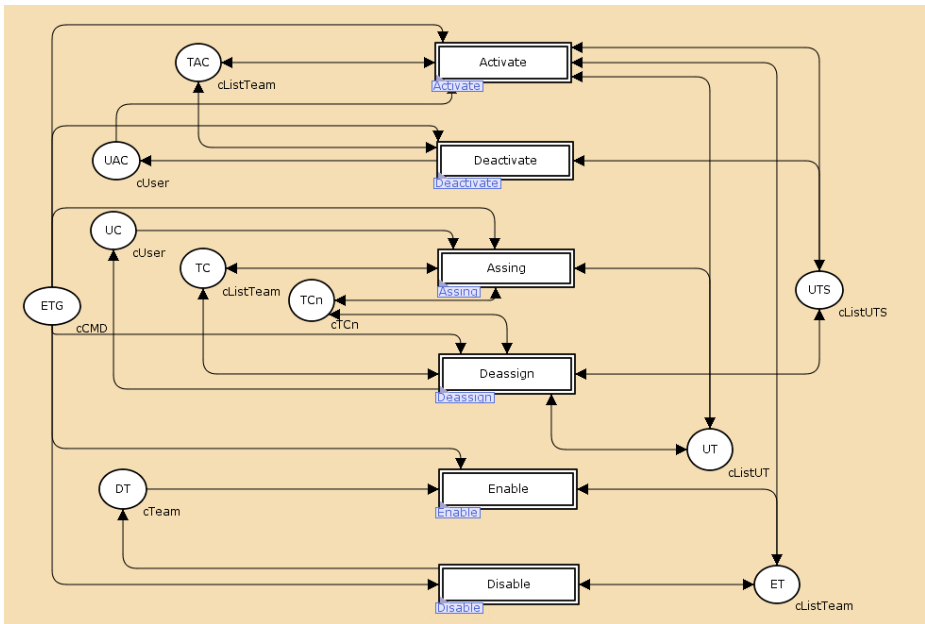 TAC
cListTeam
Activate
Activate
UAC
cUser
Deactivate
Deactivate
UC
cUser
TC
cListTeam
Assing
Assing
TCn
cTCn
ETG
cCMD
UTS
cListUTS
Deassign
Deassign
UT
cListUT
DT
cTeam
Enable
Enable
Disable
Disable
ET
cListTeam